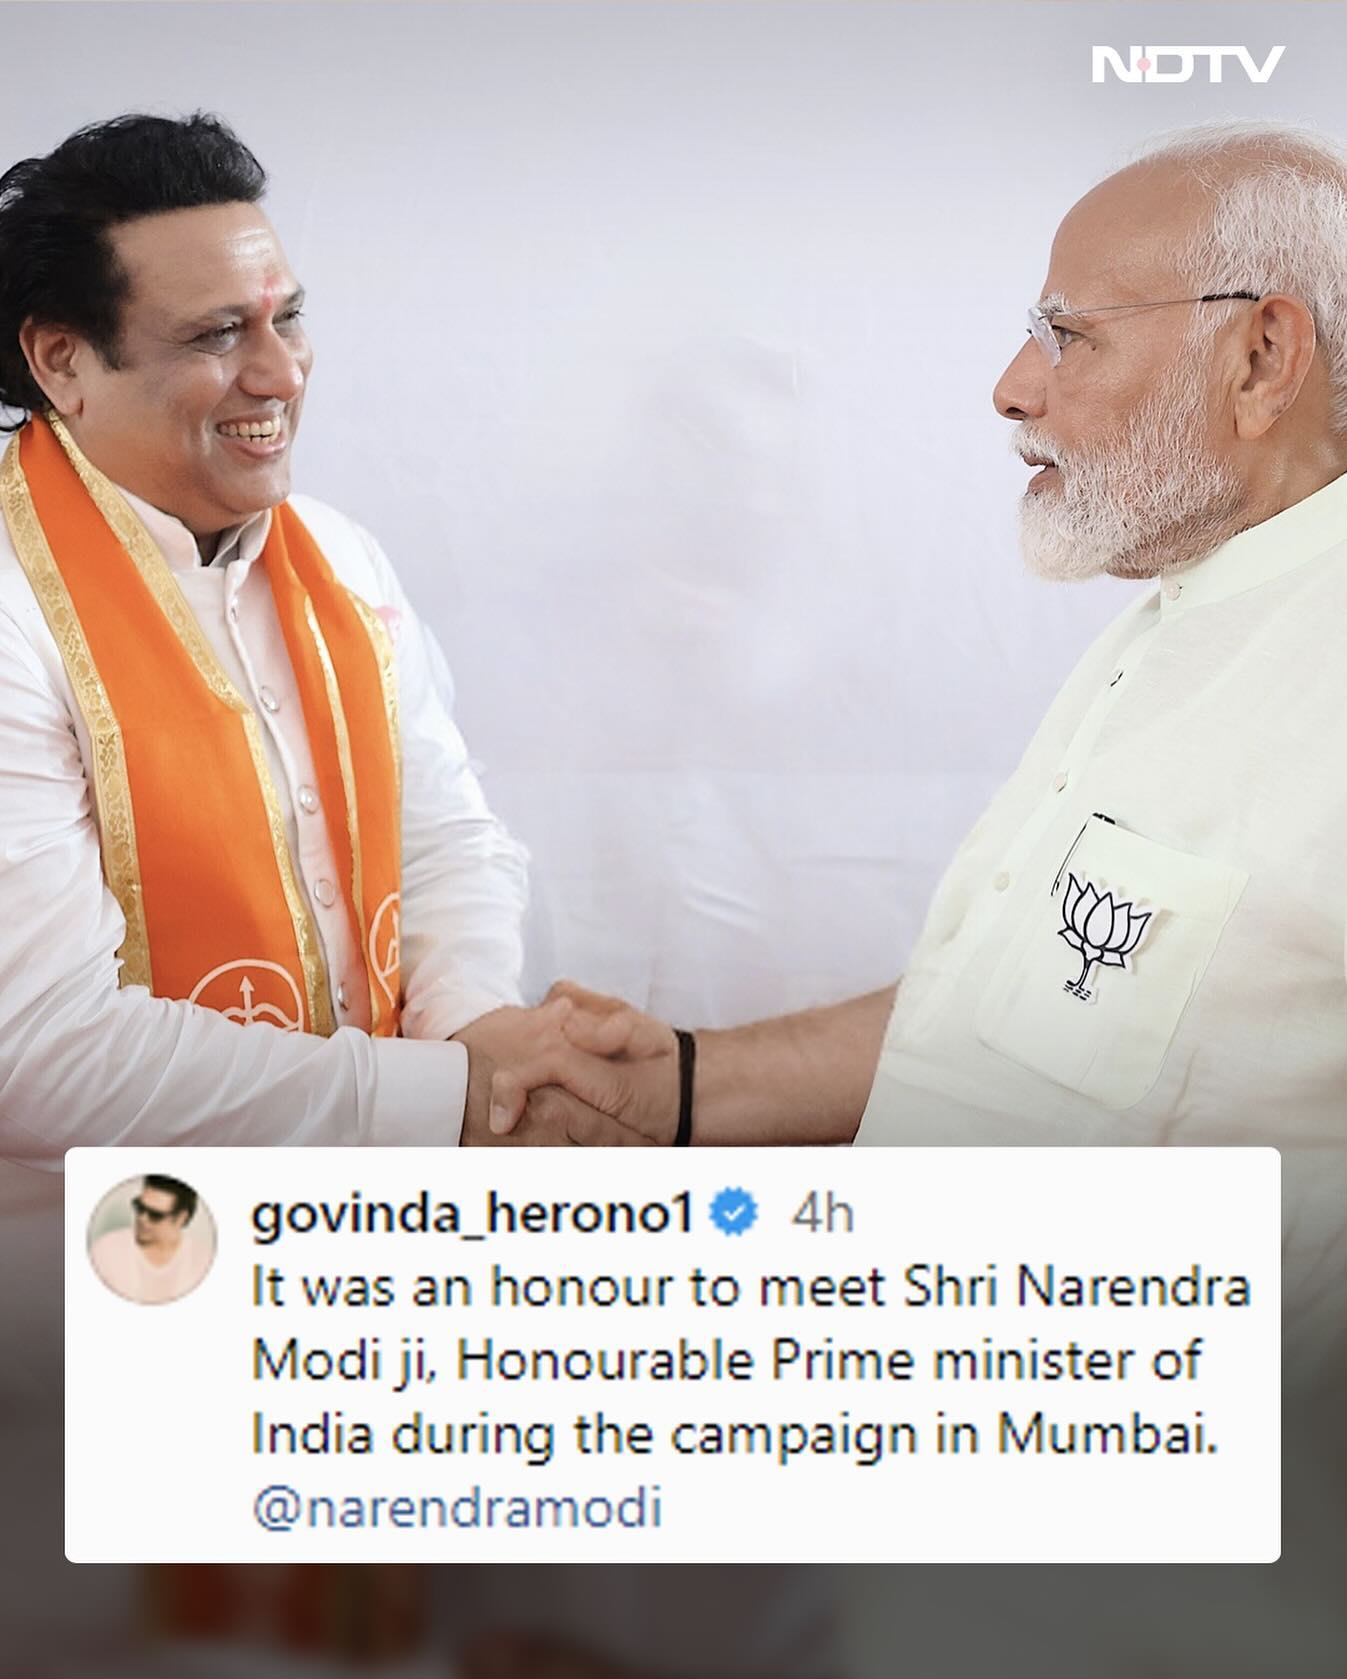 NDTV
govinda_herono1 4h
It was an honour to meet Shri Narendra
Modi ji, Honourable Prime minister of
India during the campaign in Mumbai.
@narendramodi